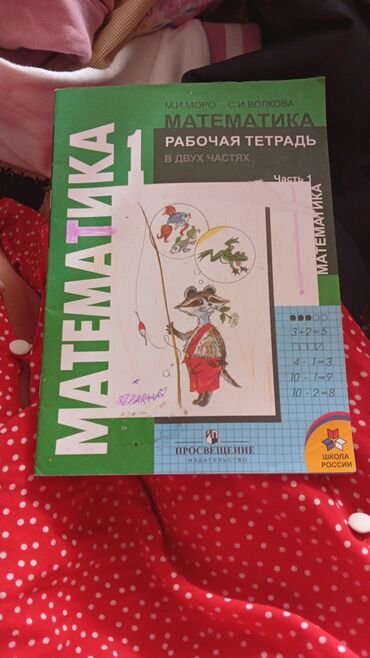 М.И.МОРО С.И.ВОЛКОВА
МАТЕМАТИКА
РАБОЧАЯ ТЕТРАДЬ
В ДВУХ ЧАСТЯХ
Часть 1
МАТЕМАТИКА
1
МАТЕМАТИКА
3+2=5
4-1=3
10-1=9
10-2=8
ПРОСВЕЩЕНИЕ
ИЗДАТЕЛЬСТВО
ШКОЛА
РОССИИ